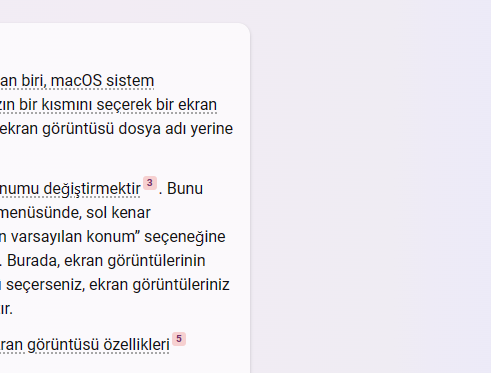 an biri, macOS sistem
bir kısmını seçerek bir ekran
ekran görüntüsü dosya adı yerine
numu değiştirmektir 3 . Bunu
menüsünde, sol kenar
n varsayılan konum” seçeneğine
. Burada, ekran görüntülerinin
seçerseniz, ekran görüntüleriniz
ır.
ran görüntüsü özellikleri 5